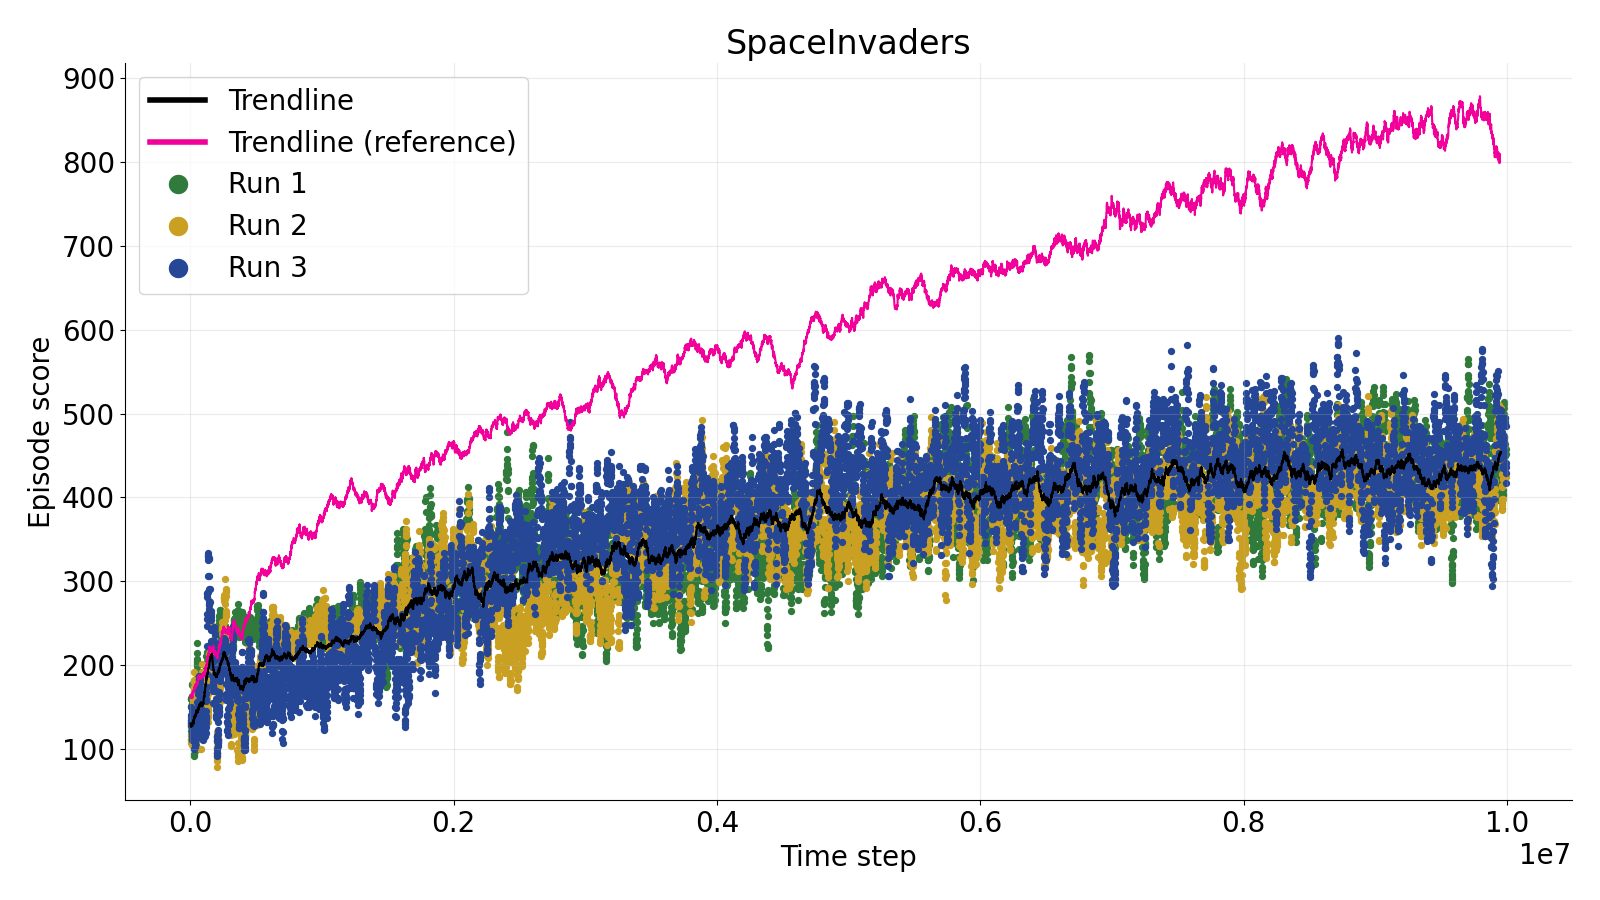 SpaceInvaders
Trendline
Trendline (reference)
Run 1
Run 2
Run 3
Episode score
900
800
700
600
500
400
300
200
100
0.0 0.2 0.4 0.6 0.8 1.0
1e7
Time step